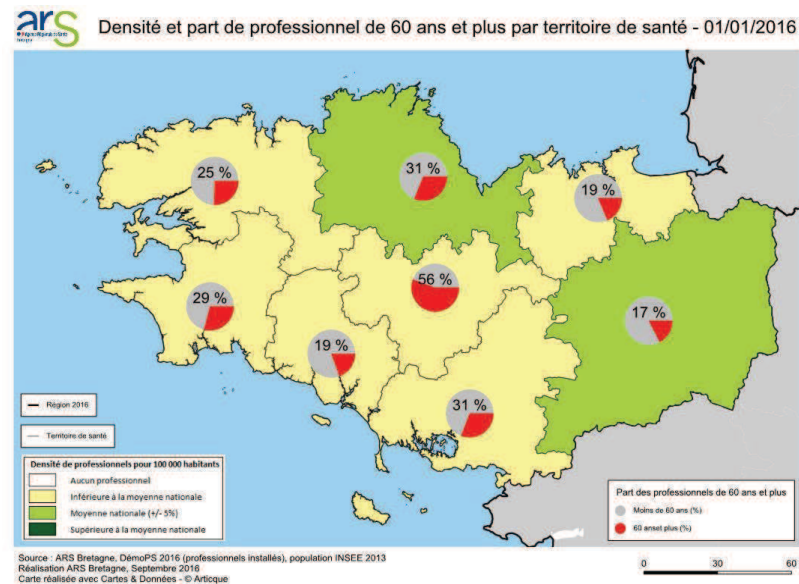 ars
Densité et part de professionnel de 60 ans et plus par territoire de santé - 01/01/2016
25 %
31 %
19 %
29 %
56 %
17 %
19 %
31 %
Région 2016
Territoire de santé
Densité de professionnels pour 100 000 habitants
Aucun professionnel
Inférieure à la moyenne nationale
Moyenne nationale (+/- 5%)
Supérieure à la moyenne nationale
Part des professionnels de 60 ans et plus
Moins de 60 ans (%)
60 anset plus (%)
Source : ARS Bretagne, DémoPS 2016 (professionnels installés), population INSEE 2013
Réalisation ARS Bretagne, Septembre 2016
Carte réalisée avec Cartes & Données - © Articque
0 30 60